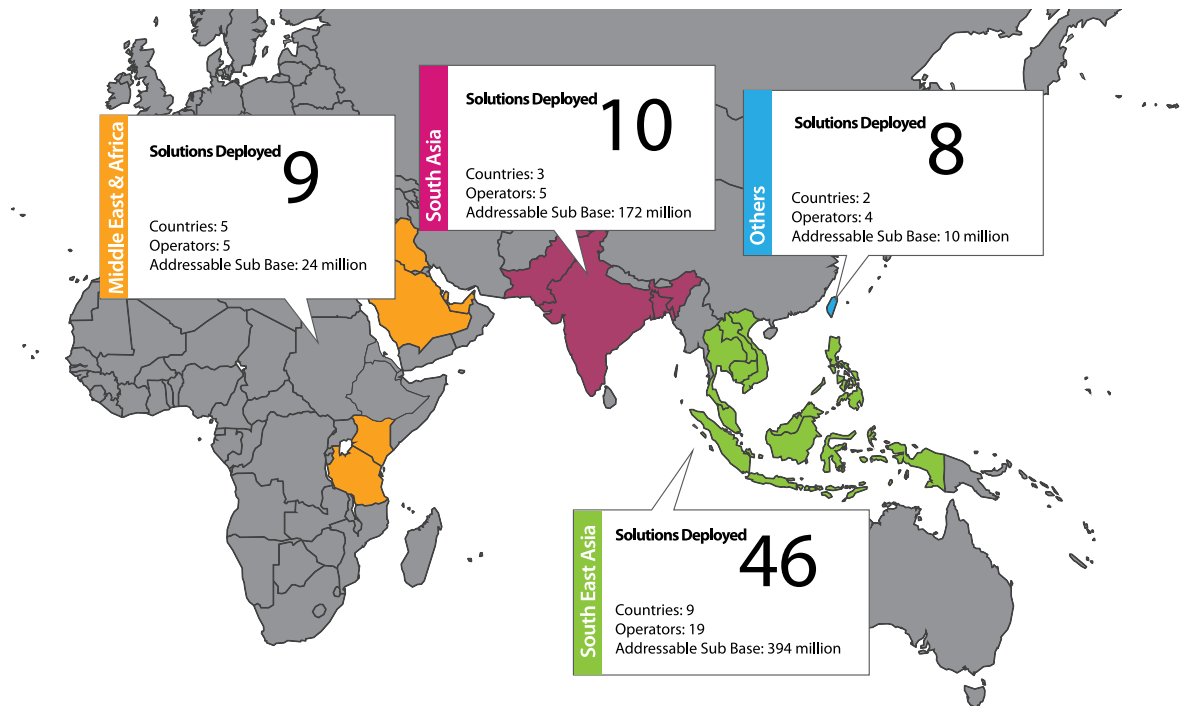 Middle East & Africa
Solutions Deployed
9
Countries: 5
Operators: 5
Addressable Sub Base: 24 million
South Asia
Solutions Deployed
10
Countries: 3
Operators: 5
Addressable Sub Base: 172 million
Others
Solutions Deployed
8
Countries: 2
Operators: 4
Addressable Sub Base: 10 million
South East Asia
Solutions Deployed
46
Countries: 9
Operators: 19
Addressable Sub Base: 394 million